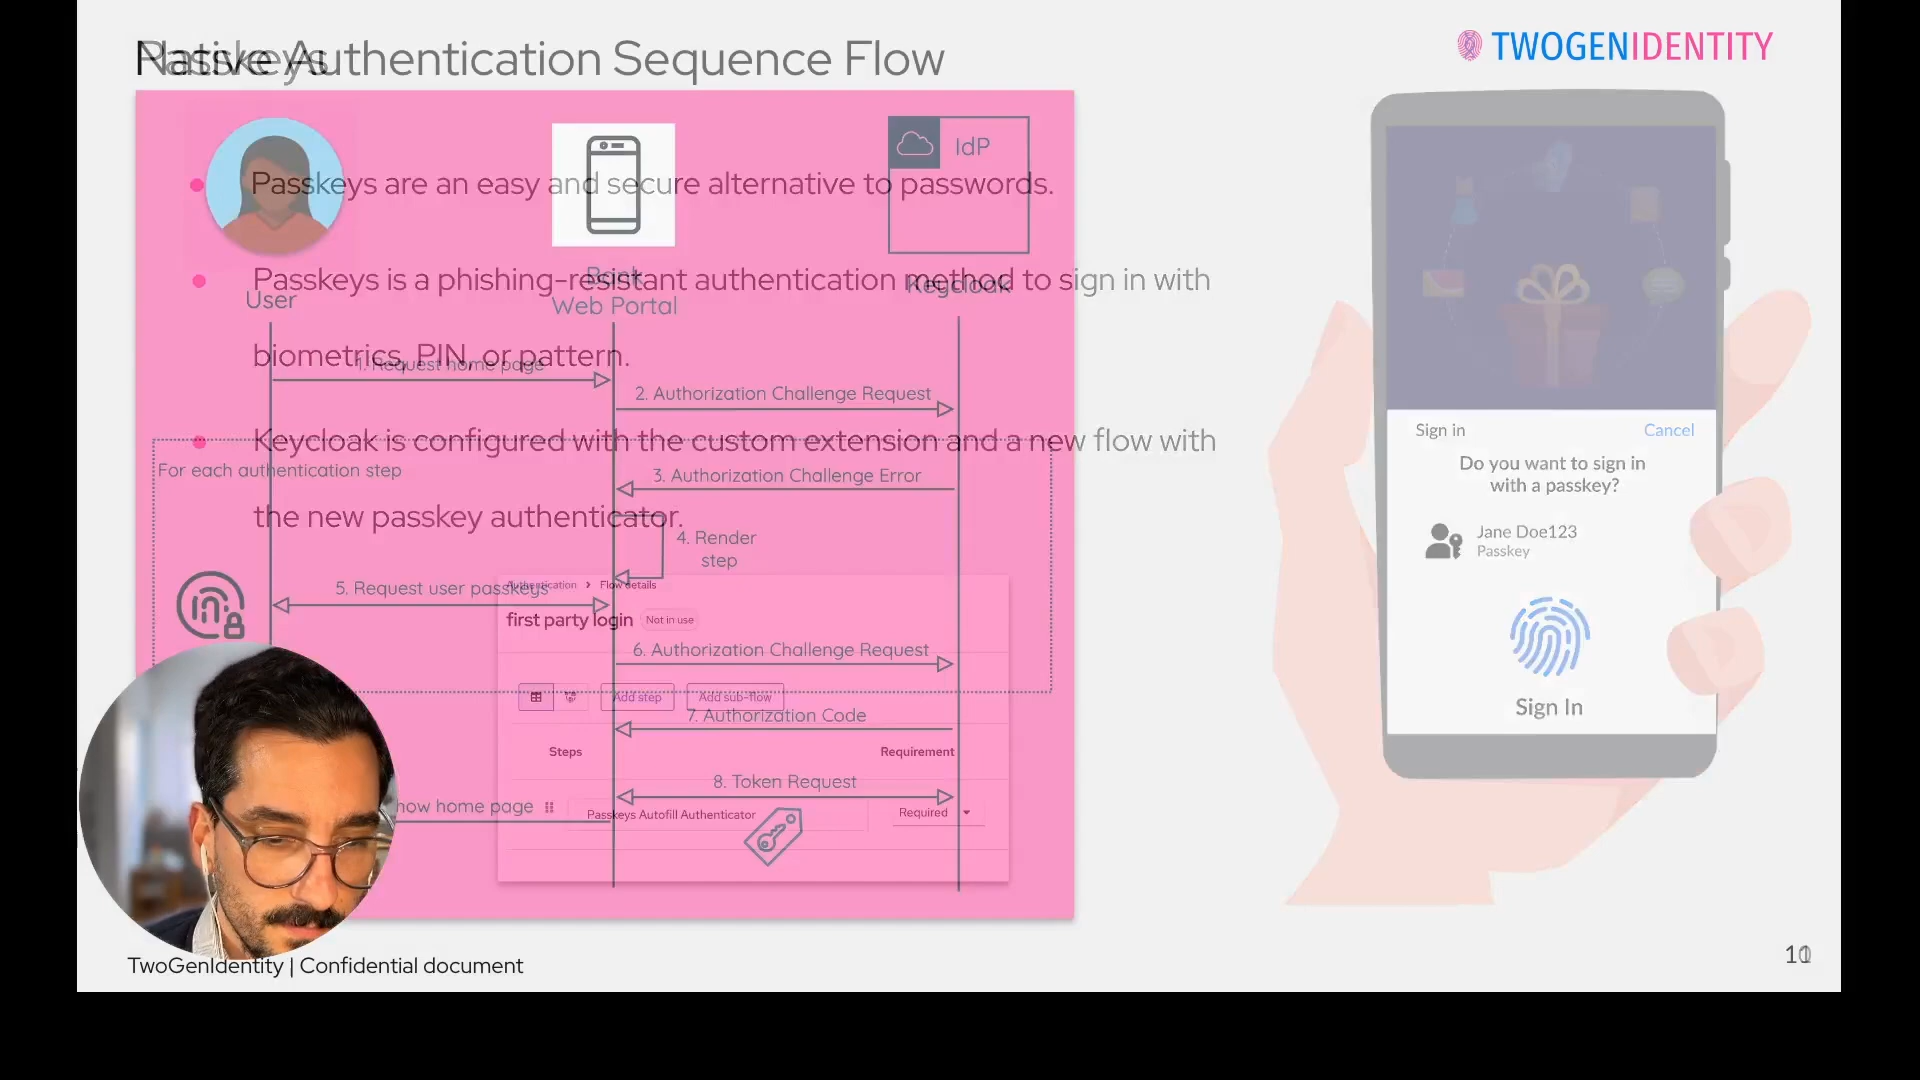 Native Authentication Sequence Flow
Passkeys
TWOGENIDENTITY
IdP
Passkeys are an easy and secure alternative to passwords.
Passkeys is a phishing-resistant authentication method to sign in with
biometrics, PIN, or pattern.
Keycloak is configured with the custom extension and a new flow with
the new passkey authenticator.
User
Bank
Web Portal
Keycloak
1. Request home page
2. Authorization Challenge Request
For each authentication step
3. Authorization Challenge Error
4. Render
step
5. Request user passkeys
6. Authorization Challenge Request
7. Authorization Code
8. Token Request
how home page
Authentication > Flow details
first party login Not in use
Add step Add sub-flow
Steps Requirement
Passkeys Autofill Authenticator Required
Sign in Cancel
Do you want to sign in
with a passkey?
Jane Doe123
Passkey
Sign In
TwoGenIdentity | Confidential document